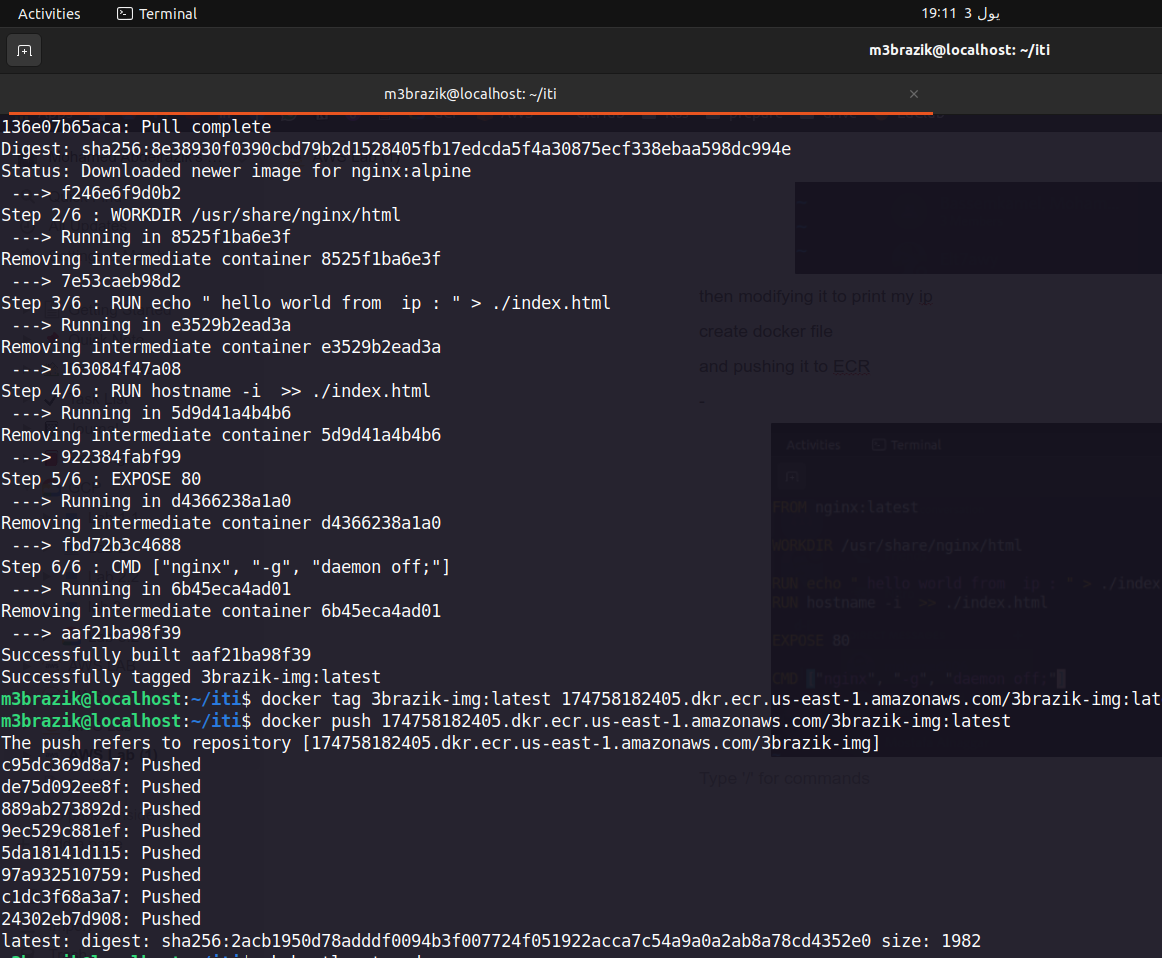 Activities Terminal 19:11 3 يول
m3brazik@localhost: ~/iti
m3brazik@localhost: ~/iti ×
136e07b65aca: Pull complete
Digest: sha256:8e38930f0390cbd79b2d1528405fb17edcda5f4a30875ecf338ebaa598dc994e
Status: Downloaded newer image for nginx:alpine
 ---> f246e6f9d0b2
Step 2/6 : WORKDIR /usr/share/nginx/html
 ---> Running in 8525f1ba6e3f
Removing intermediate container 8525f1ba6e3f
 ---> 7e53caeb98d2
Step 3/6 : RUN echo " hello world from  ip : " > ./index.html
 ---> Running in e3529b2ead3a
Removing intermediate container e3529b2ead3a
 ---> 163084f47a08
Step 4/6 : RUN hostname -i  >> ./index.html
 ---> Running in 5d9d41a4b4b6
Removing intermediate container 5d9d41a4b4b6
 ---> 922384fabf99
Step 5/6 : EXPOSE 80
 ---> Running in d4366238a1a0
Removing intermediate container d4366238a1a0
 ---> fbd72b3c4688
Step 6/6 : CMD ["nginx", "-g", "daemon off;"]
 ---> Running in 6b45eca4ad01
Removing intermediate container 6b45eca4ad01
 ---> aaf21ba98f39
Successfully built aaf21ba98f39
Successfully tagged 3brazik-img:latest
m3brazik@localhost:~/iti$ docker tag 3brazik-img:latest 174758182405.dkr.ecr.us-east-1.amazonaws.com/3brazik-img:lat
m3brazik@localhost:~/iti$ docker push 174758182405.dkr.ecr.us-east-1.amazonaws.com/3brazik-img:latest
The push refers to repository [174758182405.dkr.ecr.us-east-1.amazonaws.com/3brazik-img]
c95dc369d8a7: Pushed
de75d092ee8f: Pushed
889ab273892d: Pushed
9ec529c881ef: Pushed
5da18141d115: Pushed
97a932510759: Pushed
c1dc3f68a3a7: Pushed
24302eb7d908: Pushed
latest: digest: sha256:2acb1950d78adddf0094b3f007724f051922acca7c54a9a0a2ab8a78cd4352e0 size: 1982
then modifying it to print my ip
create docker file
and pushing it to ECR
-
Activities Terminal
FROM nginx:latest
WORKDIR /usr/share/nginx/html
RUN echo " hello world from  ip : " > ./index
RUN hostname -i  >> ./index.html
EXPOSE 80
CMD ["nginx", "-g", "daemon off;"]
Type '/' for commands